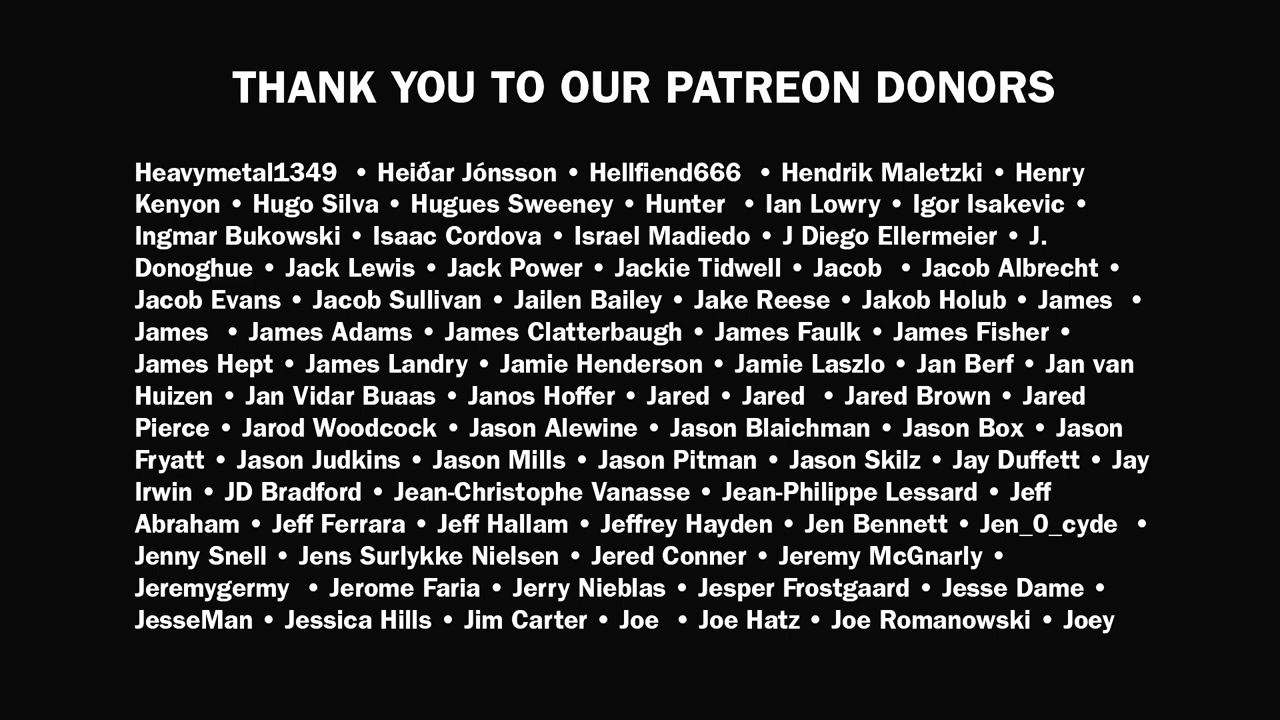 THANK YOU TO OUR PATREON DONORS
Heavymetal1349 • Heiðar Jónsson • Hellfiend666 • Hendrik Maletzki • Henry
Kenyon • Hugo Silva • Hugues Sweeney • Hunter • Ian Lowry • Igor Isakevic •
Ingmar Bukowski • Isaac Cordova • Israel Madiedo • J Diego Ellermeier • J.
Donoghue • Jack Lewis • Jack Power • Jackie Tidwell • Jacob • Jacob Albrecht •
Jacob Evans • Jacob Sullivan • Jailen Bailey • Jake Reese • Jakob Holub • James •
James • James Adams • James Clatterbaugh • James Faulk • James Fisher •
James Hept • James Landry • Jamie Henderson • Jamie Laszlo • Jan Berf • Jan van
Huizen • Jan Vidar Buaas • Janos Hoffer • Jared • Jared • Jared Brown • Jared
Pierce • Jarod Woodcock • Jason Alewine • Jason Blaichman • Jason Box • Jason
Fryatt • Jason Judkins • Jason Mills • Jason Pitman • Jason Skilz • Jay Duffett • Jay
Irwin • JD Bradford • Jean-Christophe Vanasse • Jean-Philippe Lessard • Jeff
Abraham • Jeff Ferrara • Jeff Hallam • Jeffrey Hayden • Jen Bennett • Jen_0_cyde •
Jenny Snell • Jens Surlykke Nielsen • Jered Conner • Jeremy McGnarly •
Jeremygermy • Jerome Faria • Jerry Nieblas • Jesper Frostgaard • Jesse Dame •
JesseMan • Jessica Hills • Jim Carter • Joe • Joe Hatz • Joe Romanowski • Joey